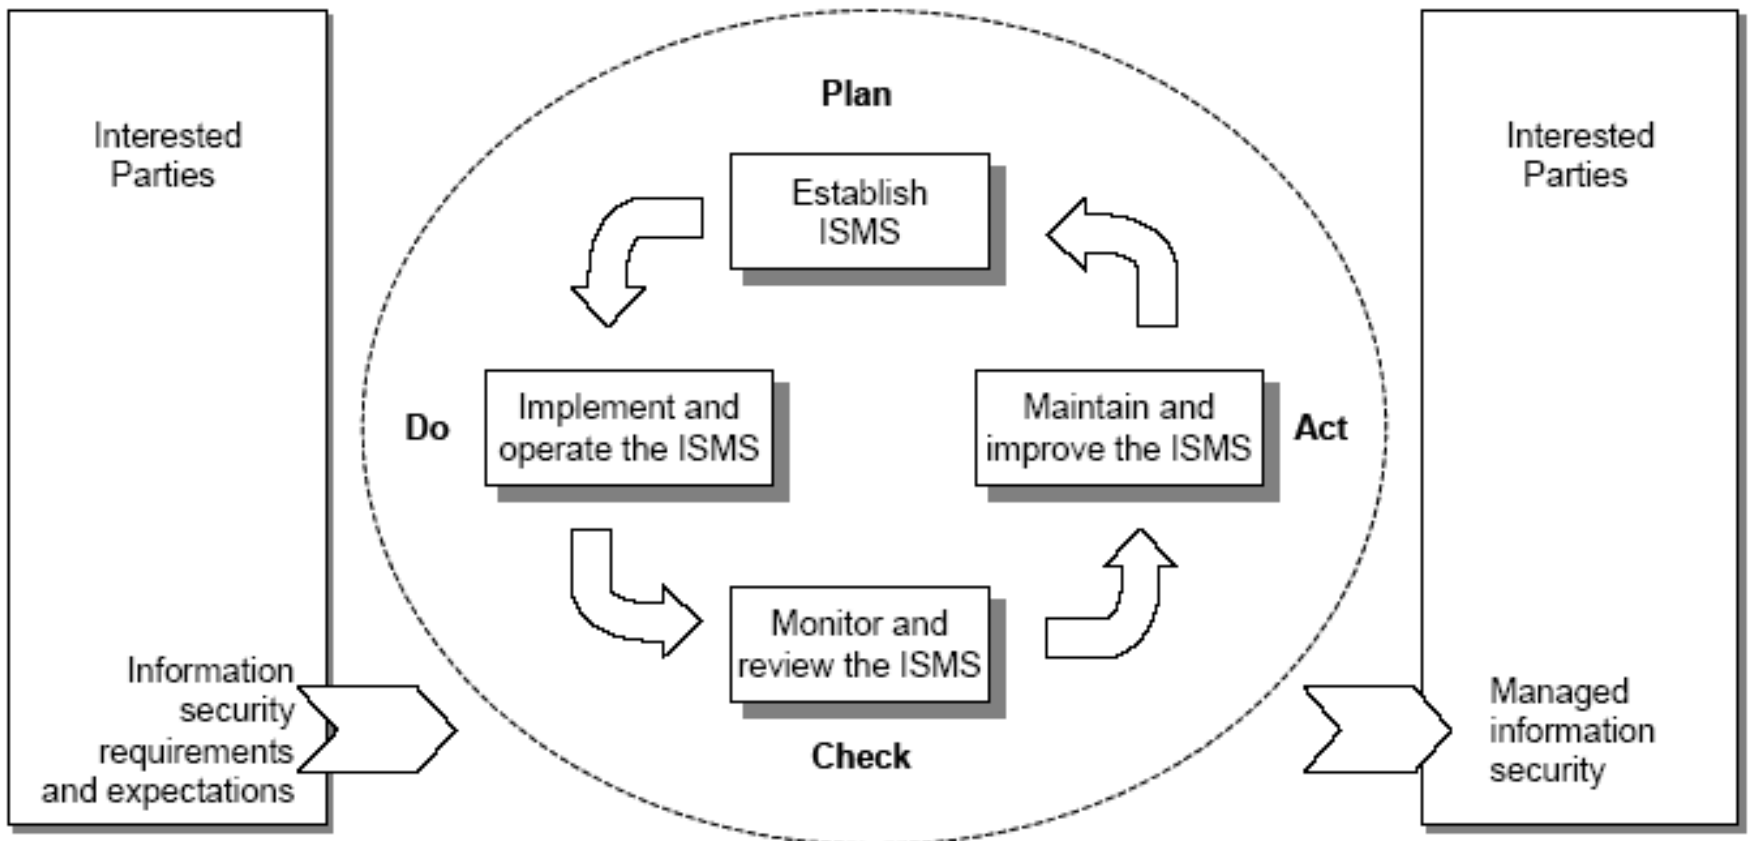 Interested
Parties
Information
security
requirements
and expectations
Plan
Establish
ISMS
Do
Implement and
operate the ISMS
Maintain and
improve the ISMS
Act
Monitor and
review the ISMS
Check
Interested
Parties
Managed
information
security